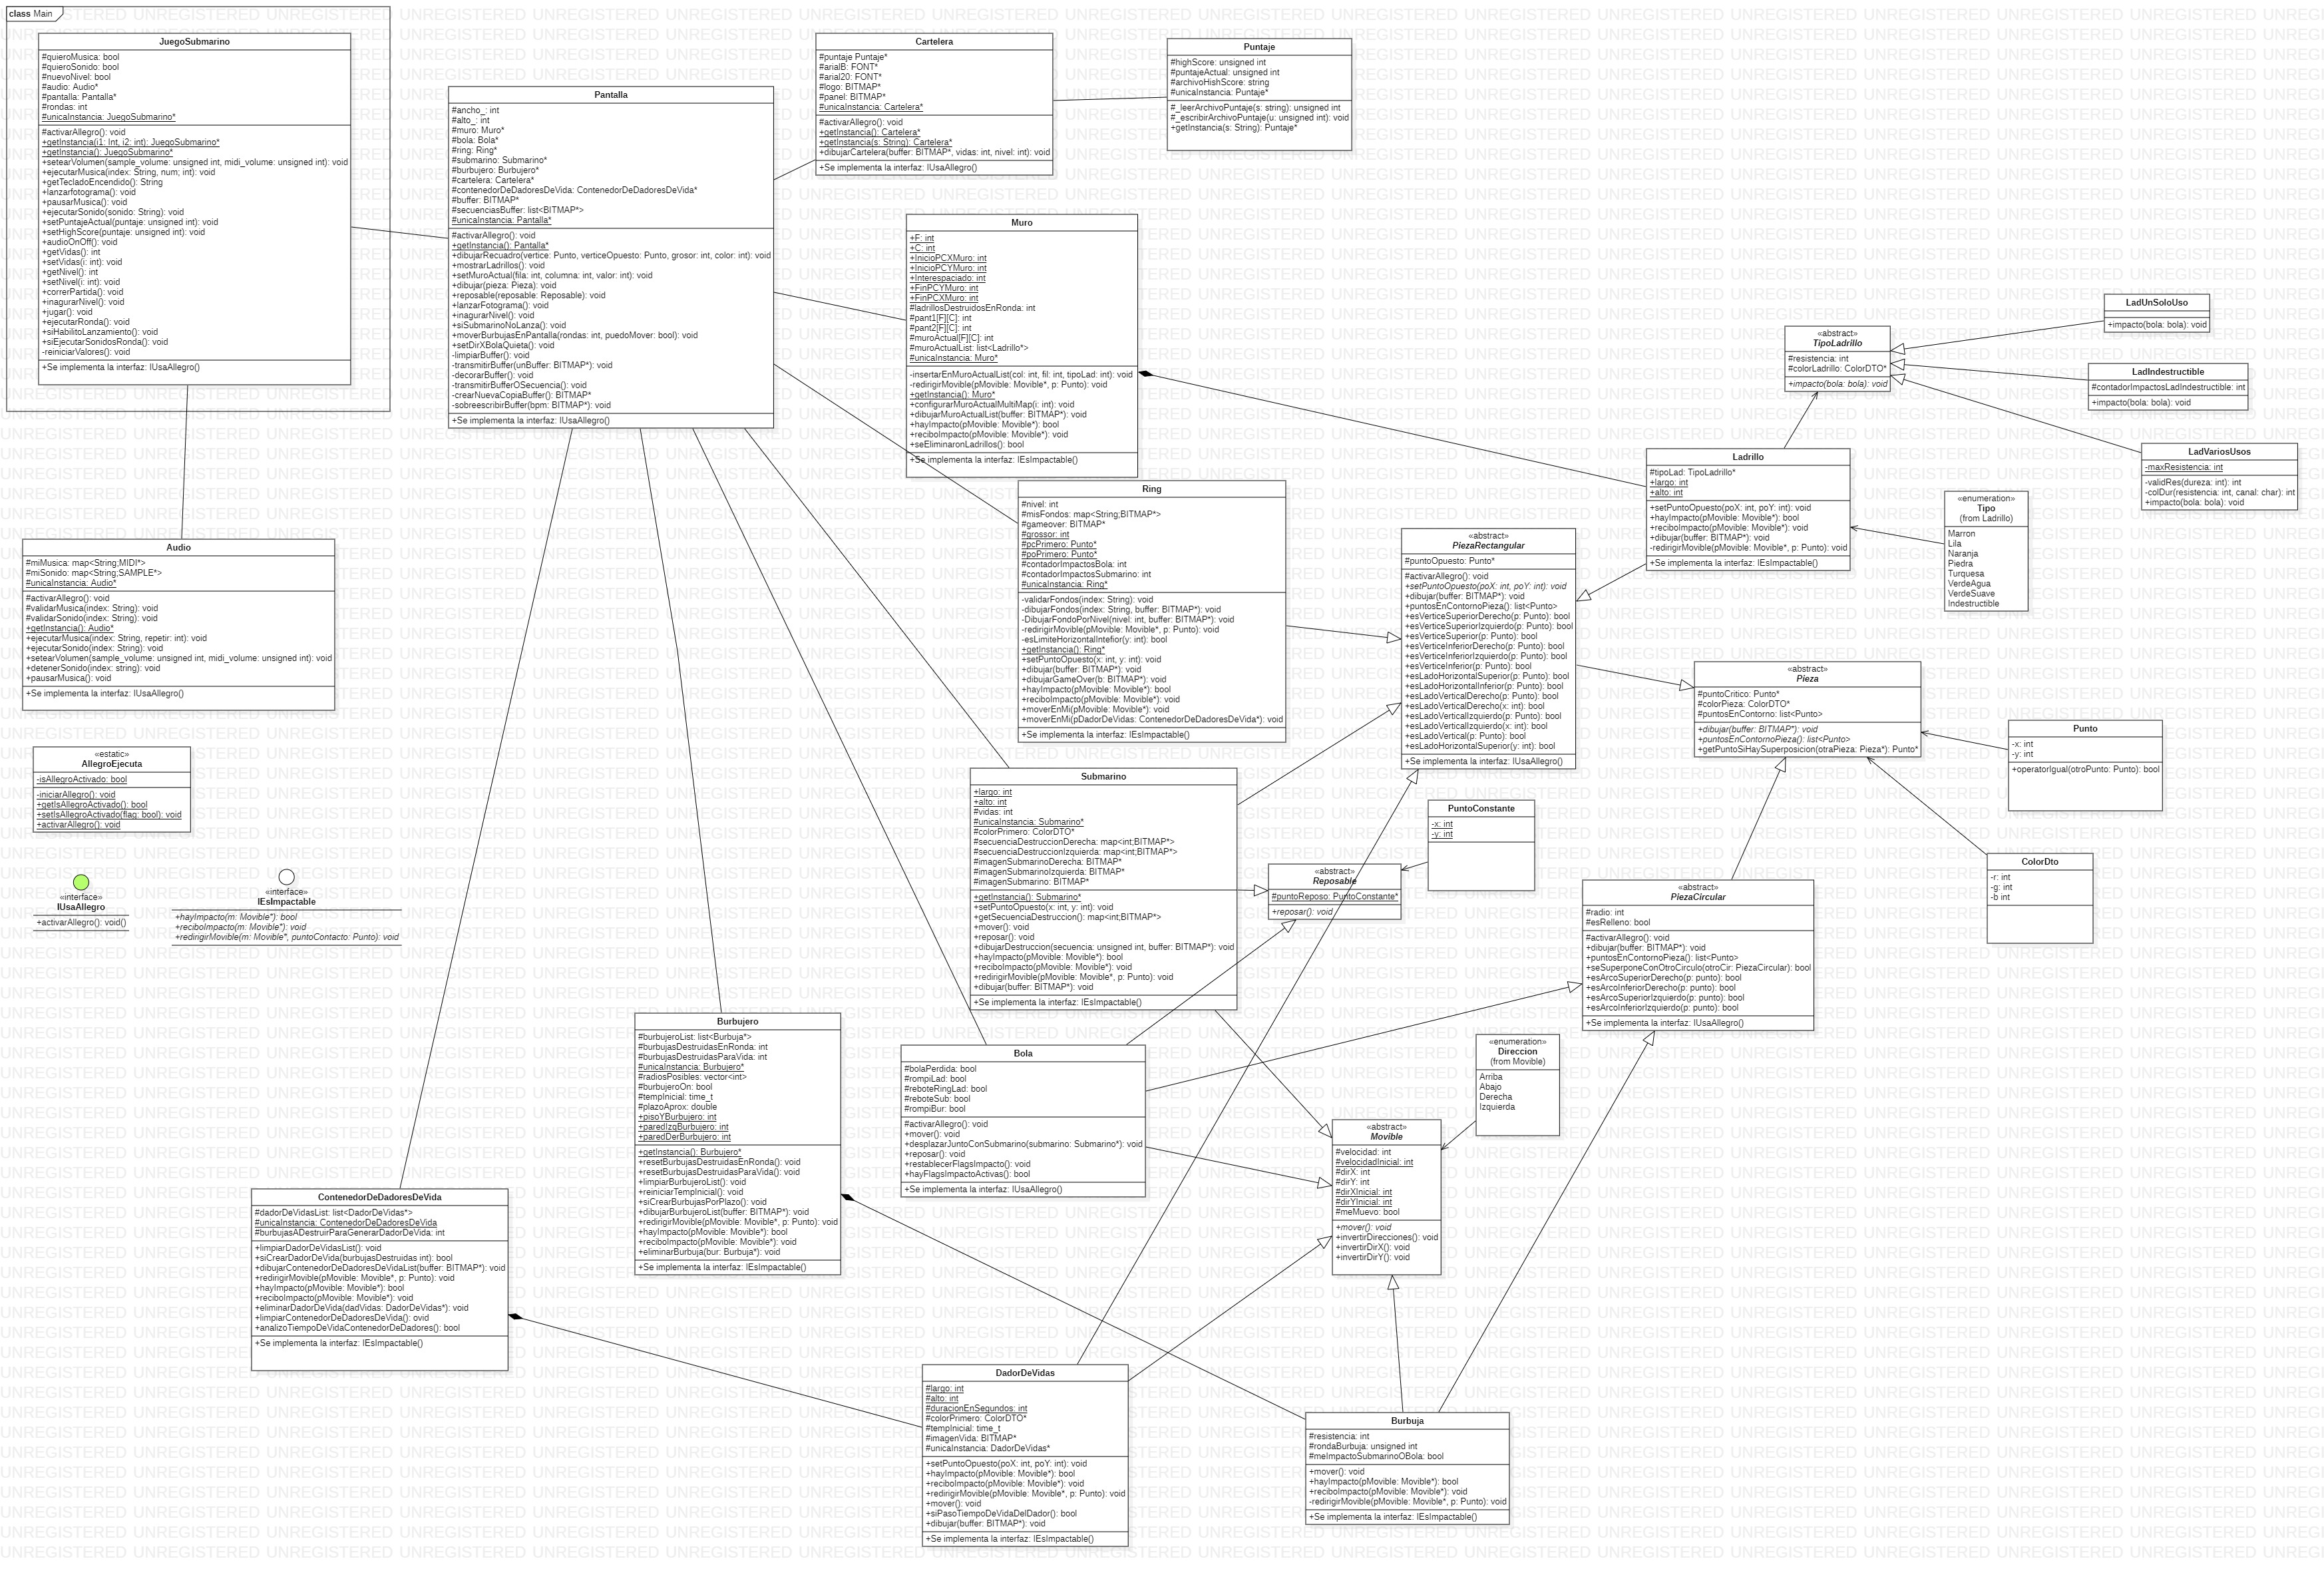 class Main
JuegoSubmarino
#quieroMusica: bool
#quieroSonido: bool
#nuevoNivel: bool
#audio: Audio*
#pantalla: Pantalla*
#rondas: int
#unicaInstancia: JuegoSubmarino*
#activarAllegro(): void
+getInstancia(i1: Int, i2: int): JuegoSubmarino*
+getInstancia(): JuegoSubmarino*
+setearVolumen(sample_volume: unsigned int, midi_volume: unsigned int): void
+ejecutarMusica(index: String, num; int): void
+getTecladoEncendido(): String
+lanzarfotograma(): void
+pausarMusica(): void
+ejecutarSonido(sonido: String): void
+setPuntajeActual(puntaje: unsigned int): void
+setHighScore(puntaje: unsigned int): void
+audioOnOff(): void
+getVidas(): int
+setVidas(i: int): void
+getNivel(): int
+setNivel(i: int): void
+correrPartida(): void
+inagurarNivel(): void
+jugar(): void
+ejecutarRonda(): void
+siHabilitoLanzamiento(): void
+siEjecutarSonidosRonda(): void
-reiniciarValores(): void
+Se implementa la interfaz: IUsaAllegro()
Pantalla
#ancho_: int
#alto_: int
#muro: Muro*
#bola: Bola*
#ring: Ring*
#submarino: Submarino*
#burbujero: Burbujero*
#cartelera: Cartelera*
#contenedorDeDadoresDeVida: ContenedorDeDadoresDeVida*
#buffer: BITMAP*
#secuenciasBuffer: list<BITMAP*>
#unicaInstancia: Pantalla*
#activarAllegro(): void
+getInstancia(): Pantalla*
+dibujarRecuadro(vertice: Punto, verticeOpuesto: Punto, grosor: int, color: int): void
+mostrarLadrillos(): void
+setMuroActual(fila: int, columna: int, valor: int): void
+dibujar(pieza: Pieza): void
+reposable(reposable: Reposable): void
+lanzarFotograma(): void
+inagurarNivel(): void
+siSubmarinoNoLanza(): void
+moverBurbujasEnPantalla(rondas: int, puedoMover: bool): void
+setDirXBolaQuieta(): void
-limpiarBuffer(): void
-transmitirBuffer(unBuffer: BITMAP*): void
-decorarBuffer(): void
-transmitirBufferOSecuencia(): void
-crearNuevaCopiaBuffer(): BITMAP*
-sobreescribirBuffer(bpm: BITMAP*): void
+Se implementa la interfaz: IUsaAllegro()
Cartelera
#puntaje Puntaje*
#arialB: FONT*
#arial20: FONT*
#logo: BITMAP*
#panel: BITMAP*
#unicaInstancia: Cartelera*
#activarAllegro(): void
+getInstancia(): Cartelera*
+getInstancia(s: String): Cartelera*
+dibujarCartelera(buffer: BITMAP*, vidas: int, nivel: int): void
+Se implementa la interfaz: IUsaAllegro()
Puntaje
#highScore: unsigned int
#puntajeActual: unsigned int
#archivoHishScore: string
#unicaInstancia: Puntaje*
#_leerArchivoPuntaje(s: string): unsigned int
#_escribirArchivoPuntaje(u: unsigned int): void
+getInstancia(s: String): Puntaje*
Muro
+F: int
+C: int
+InicioPCXMuro: int
+InicioPCYMuro: int
+Interespaciado: int
+FinPCYMuro: int
+FinPCXMuro: int
#ladrillosDestruidosEnRonda: int
#pant1[F][C]: int
#pant2[F][C]: int
#muroActual[F][C]: int
#muroActualList: list<Ladrillo*>
#unicaInstancia: Muro*
-insertarEnMuroActualList(col: int, fil: int, tipoLad: int): void
-redirigirMovible(pMovible: Movible*, p: Punto): void
+getInstancia(): Muro*
+configurarMuroActualMultiMap(i: int): void
+dibujarMuroActualList(buffer: BITMAP*): void
+hayImpacto(pMovible: Movible*): bool
+reciboImpacto(pMovible: Movible*): void
+seEliminaronLadrillos(): bool
+Se implementa la interfaz: IEsImpactable()
Ring
#nivel: int
#misFondos: map<String;BITMAP*>
#gameover: BITMAP*
#grossor: int
#pcPrimero: Punto*
#poPrimero: Punto*
#contadorImpactosBola: int
#contadorImpactosSubmarino: int
#unicaInstancia: Ring*
-validarFondos(index: String): void
-dibujarFondos(index: String, buffer: BITMAP*): void
-DibujarFondoPorNivel(nivel: int, buffer: BITMAP*): void
-redirigirMovible(pMovible: Movible*, p: Punto): void
-esLimiteHorizontalIntefior(y: int): bool
+getInstancia(): Ring*
+setPuntoOpuesto(x: int, y: int): void
+dibujar(buffer: BITMAP*): void
+dibujarGameOver(b: BITMAP*): void
+hayImpacto(pMovible: Movible*): bool
+reciboImpacto(pMovible: Movible*): void
+moverEnMi(pMovible: Movible*): void
+moverEnMi(pDadorDeVidas: ContenedorDeDadoresDeVida*): void
+Se implementa la interfaz: IEsImpactable()
«abstract»
TipoLadrillo
#resistencia: int
#colorLadrillo: ColorDTO*
+impacto(bola: bola): void
LadUnSoloUso
+impacto(bola: bola): void
LadIndestructible
#contadorImpactosLadIndestructible: int
+impacto(bola: bola): void
LadVariosUsos
-maxResistencia: int
-validRes(dureza: int): int
-colDur(resistencia: int, canal: char): int
+impacto(bola: bola): void
Ladrillo
#tipoLad: TipoLadrillo*
+largo: int
+alto: int
+setPuntoOpuesto(poX: int, poY: int): void
+hayImpacto(pMovible: Movible*): bool
+reciboImpacto(pMovible: Movible*): void
+dibujar(buffer: BITMAP*): void
-redirigirMovible(pMovible: Movible*, p: Punto): void
+Se implementa la interfaz: IEsImpactable()
«enumeration»
Tipo
(from Ladrillo)
Marron
Lila
Naranja
Piedra
Turquesa
VerdeAgua
VerdeSuave
Indestructible
«abstract»
PiezaRectangular
#puntoOpuesto: Punto*
#activarAllegro(): void
+setPuntoOpuesto(poX: int, poY: int): void
+dibujar(buffer: BITMAP*): void
+puntosEnContornoPieza(): list<Punto>
+esVerticeSuperiorDerecho(p: Punto): bool
+esVerticeSuperiorIzquierdo(p: Punto): bool
+esVerticeSuperior(p: Punto): bool
+esVerticeInferiorDerecho(p: Punto): bool
+esVerticeInferiorIzquierdo(p: Punto): bool
+esVerticeInferior(p: Punto): bool
+esLadoHorizontalSuperior(p: Punto): bool
+esLadoHorizontalInferior(p: Punto): bool
+esLadoVerticalDerecho(p: Punto): bool
+esLadoVerticalDerecho(x: int): bool
+esLadoVerticalIzquierdo(p: Punto): bool
+esLadoVerticalIzquierdo(x: int): bool
+esLadoVertical(p: Punto): bool
+esLadoHorizontalSuperior(y: int): bool
+Se implementa la interfaz: IUsaAllegro()
«abstract»
Pieza
#puntoCritico: Punto*
#colorPieza: ColorDTO*
#puntosEnContorno: list<Punto>
+dibujar(buffer: BITMAP*): void
+puntosEnContornoPieza(): list<Punto>
+getPuntoSiHaySuperposicion(otraPieza: Pieza*): Punto*
Punto
-x: int
-y: int
+operatorIgual(otroPunto: Punto): bool
ColorDto
-r: int
-g: int
-b int
Audio
#miMusica: map<String;MIDI*>
#miSonido: map<String;SAMPLE*>
#unicaInstancia: Audio*
#activarAllegro(): void
#validarMusica(index: String): void
#validarSonido(index: String): void
+getInstancia(): Audio*
+ejecutarMusica(index: String, repetir: int): void
+ejecutarSonido(index: String): void
+setearVolumen(sample_volume: unsigned int, midi_volume: unsigned int): void
+detenerSonido(index: string): void
+pausarMusica(): void
+Se implementa la interfaz: IUsaAllegro()
«estatic»
AllegroEjecuta
-isAllegroActivado: bool
-iniciarAllegro(): void
+getIsAllegroActivado(): bool
+setIsAllegroActivado(flag: bool): void
+activarAllegro(): void
«interface»
IUsaAllegro
+activarAllegro(): void()
«interface»
IEsImpactable
+hayImpacto(m: Movible*): bool
+reciboImpacto(m: Movible*): void
+redirigirMovible(m: Movible*, puntoContacto: Punto): void
Submarino
+largo: int
+alto: int
#vidas: int
#unicaInstancia: Submarino*
#colorPrimero: ColorDTO*
#secuenciaDestruccionDerecha: map<int;BITMAP*>
#secuenciaDestruccionIzquierda: map<int;BITMAP*>
#imagenSubmarinoDerecha: BITMAP*
#imagenSubmarinoIzquierda: BITMAP*
#imagenSubmarino: BITMAP*
+getInstancia(): Submarino*
+setPuntoOpuesto(x: int, y: int): void
+getSecuenciaDestruccion(): map<int;BITMAP*>
+mover(): void
+reposar(): void
+dibujarDestruccion(secuencia: unsigned int, buffer: BITMAP*): void
+hayImpacto(pMovible: Movible*): bool
+reciboImpacto(pMovible: Movible*): void
+redirigirMovible(pMovible: Movible*, p: Punto): void
+dibujar(buffer: BITMAP*): void
+Se implementa la interfaz: IEsImpactable()
PuntoConstante
-x: int
-y: int
«abstract»
Reposable
#puntoReposo: PuntoConstante*
+reposar(): void
«abstract»
PiezaCircular
#radio: int
#esRelleno: bool
#activarAllegro(): void
+dibujar(buffer: BITMAP*): void
+puntosEnContornoPieza(): list<Punto>
+seSuperponeConOtroCirculo(otroCir: PiezaCircular): bool
+esArcoSuperiorDerecho(p: punto): bool
+esArcoInferiorDerecho(p: punto): bool
+esArcoSuperiorIzquierdo(p: punto): bool
+esArcoInferiorIzquierdo(p: punto): bool
+Se implementa la interfaz: IUsaAllegro()
Burbujero
#burbujeroList: list<Burbuja*>
#burbujasDestruidasEnRonda: int
#burbujasDestruidasParaVida: int
#unicaInstancia: Burbujero*
#radiosPosibles: vector<int>
#burbujeroOn: bool
#tempInicial: time_t
#plazoAprox: double
+pisoYBurbujero: int
+paredIzqBurbujero: int
+paredDerBurbujero: int
+getInstancia(): Burbujero*
+resetBurbujasDestruidasEnRonda(): void
+resetBurbujasDestruidasParaVida(): void
+limpiarBurbujeroList(): void
+reiniciarTempInicial(): void
+siCrearBurbujasPorPlazo(): void
+dibujarBurbujeroList(buffer: BITMAP*): void
+redirigirMovible(pMovible: Movible*, p: Punto): void
+hayImpacto(pMovible: Movible*): bool
+reciboImpacto(pMovible: Movible*): void
+eliminarBurbuja(bur: Burbuja*): void
+Se implementa la interfaz: IEsImpactable()
Bola
#bolaPerdida: bool
#rompiLad: bool
#reboteRingLad: bool
#reboteSub: bool
#rompiBur: bool
#activarAllegro(): void
+mover(): void
+desplazarJuntoConSubmarino(submarino: Submarino*): void
+reposar(): void
+restablecerFlagsImpacto(): void
+hayFlagsImpactoActivas(): bool
+Se implementa la interfaz: IUsaAllegro()
«enumeration»
Direccion
(from Movible)
Arriba
Abajo
Derecha
Izquierda
«abstract»
Movible
#velocidad: int
#velocidadInicial: int
#dirX: int
#dirY: int
#dirXInicial: int
#dirYInicial: int
#meMuevo: bool
+mover(): void
+invertirDirecciones(): void
+invertirDirX(): void
+invertirDirY(): void
ContenedorDeDadoresDeVida
#dadorDeVidasList: list<DadorDeVidas*>
#unicaInstancia: ContenedorDeDadoresDeVida
#burbujasADestruirParaGenerarDadorDeVida: int
+limpiarDadorDeVidasList(): void
+siCrearDadorDeVida(burbujasDestruidas int): bool
+dibujarContenedorDeDadoresDeVidaList(buffer: BITMAP*): void
+redirigirMovible(pMovible: Movible*, p: Punto): void
+hayImpacto(pMovible: Movible*): bool
+reciboImpacto(pMovible: Movible*): void
+eliminarDadorDeVida(dadVidas: DadorDeVidas*): void
+limpiarContenedorDeDadoresDeVida(): ovid
+analizoTiempoDeVidaContenedorDeDadores(): bool
+Se implementa la interfaz: IEsImpactable()
DadorDeVidas
#largo: int
#alto: int
#duracionEnSegundos: int
#colorPrimero: ColorDTO*
#tempInicial: time_t
#imagenVida: BITMAP*
#unicaInstancia: DadorDeVidas*
+setPuntoOpuesto(poX: int, poY: int): void
+hayImpacto(pMovible: Movible*): bool
+reciboImpacto(pMovible: Movible*): void
+redirigirMovible(pMovible: Movible*, p: Punto): void
+mover(): void
+siPasoTiempoDeVidaDelDador(): bool
+dibujar(buffer: BITMAP*): void
+Se implementa la interfaz: IEsImpactable()
Burbuja
#resistencia: int
#rondaBurbuja: unsigned int
#meImpactoSubmarinoOBola: bool
+mover(): void
+hayImpacto(pMovible: Movible*): bool
+reciboImpacto(pMovible: Movible*): void
-redirigirMovible(pMovible: Movible*, p: Punto): void
+Se implementa la interfaz: IEsImpactable()